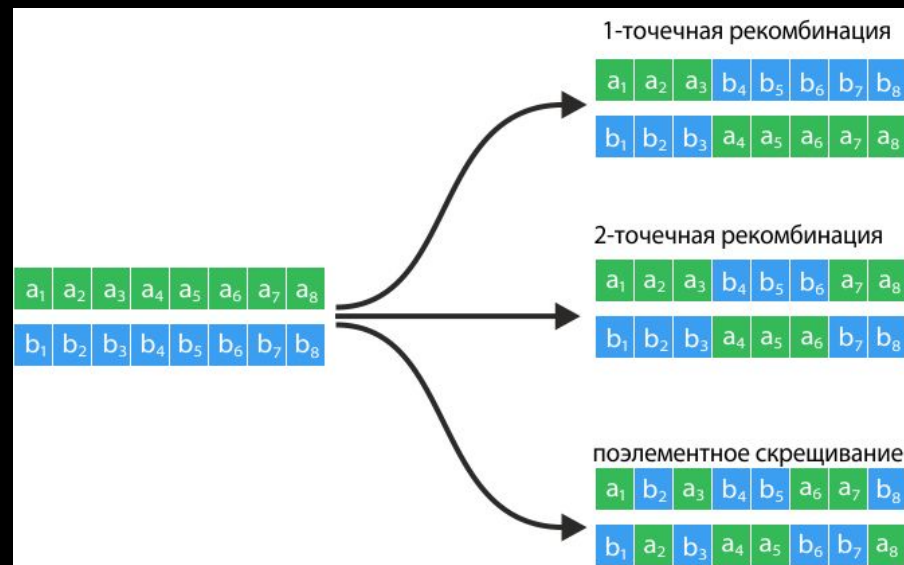 1-точечная рекомбинация
a₁ a₂ a₃ b₄ b₅ b₆ b₇ b₈
b₁ b₂ b₃ a₄ a₅ a₆ a₇ a₈
2-точечная рекомбинация
a₁ a₂ a₃ b₄ b₅ b₆ a₇ a₈
b₁ b₂ b₃ a₄ a₅ a₆ b₇ b₈
a₁ a₂ a₃ a₄ a₅ a₆ a₇ a₈
b₁ b₂ b₃ b₄ b₅ b₆ b₇ b₈
поэлементное скрещивание
a₁ b₂ a₃ b₄ b₅ a₆ a₇ b₈
b₁ a₂ b₃ a₄ a₅ b₆ b₇ a₈